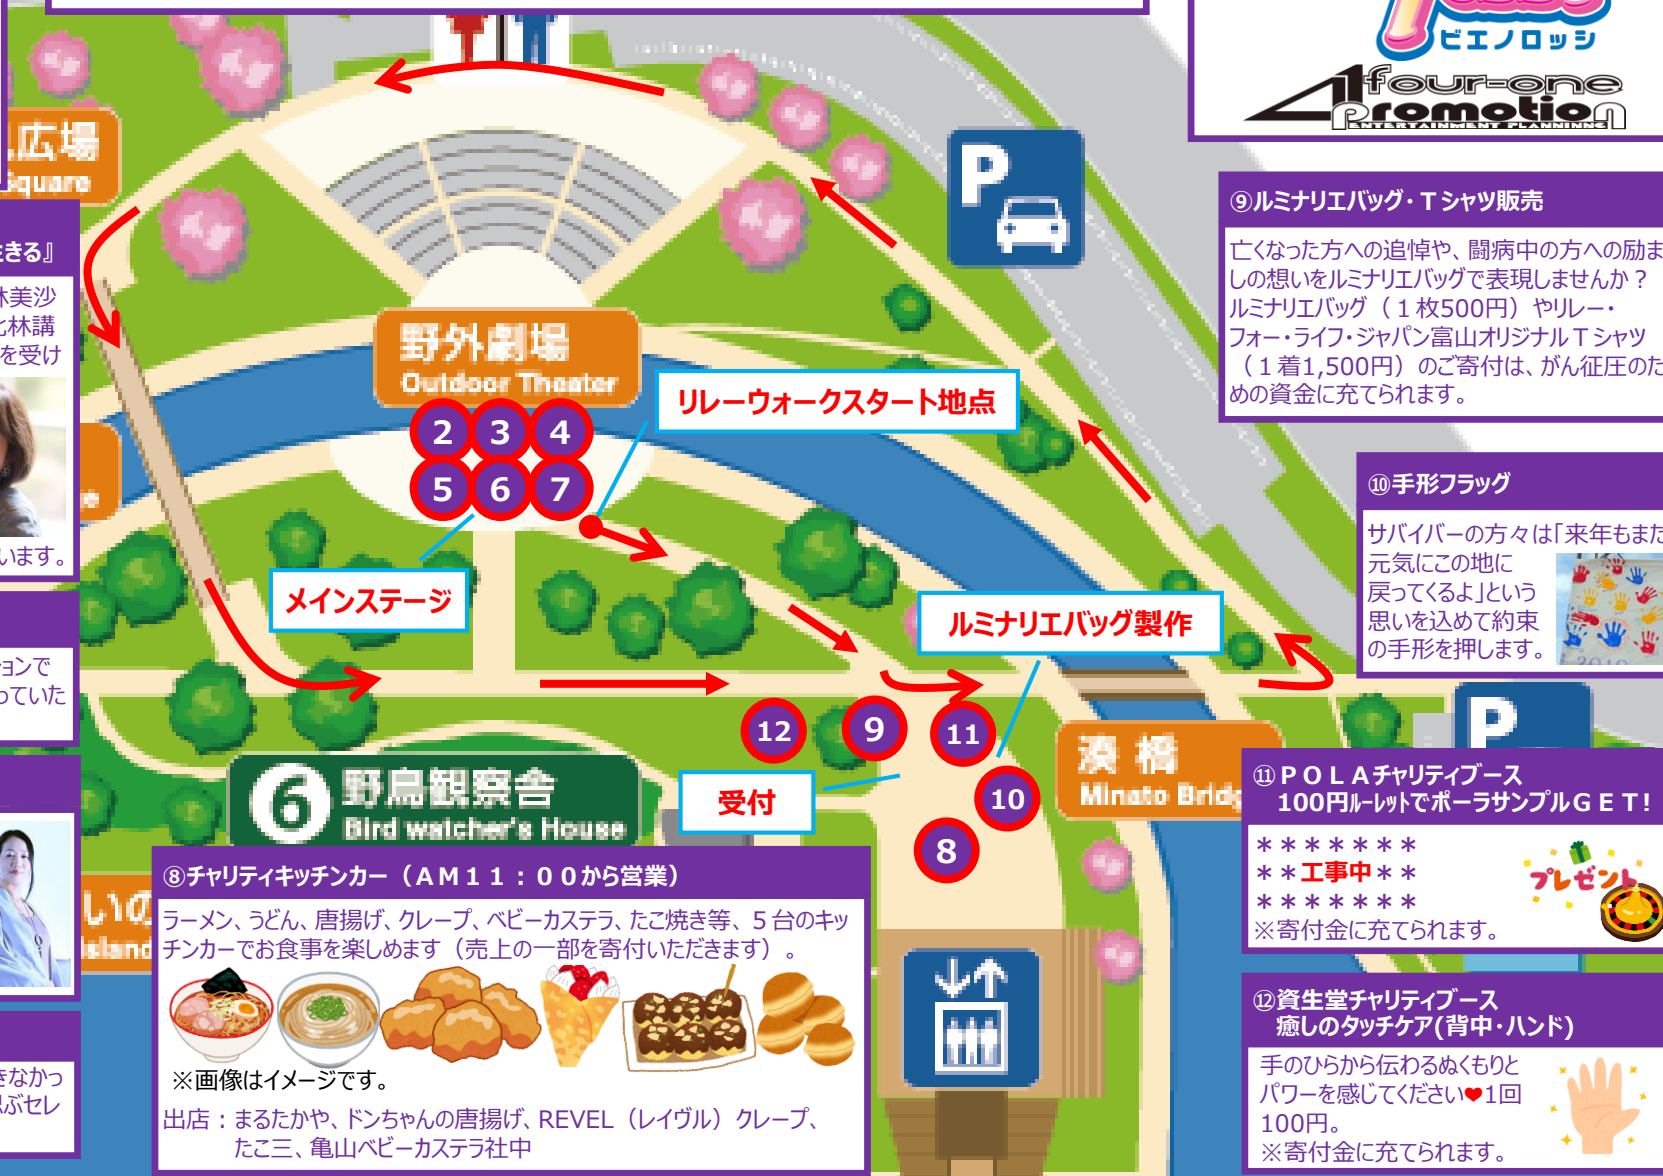 ピエノロッシ
four-one
Promotion
ENTERTAINMENT PLANNINNG
広場
Square
P
生きる』
林美沙
北林講
を受け
います。
ションで
っていた
きなかっ
ぶセレ
野外劇場
Outdoor Theater
2 3 4
5 6 7
リレーウォークスタート地点
メインステージ
ルミナリエバッグ製作
12
9
11
受付
10
8
湊橋
Minato Bridg
P
6 野鳥観察舎
Bird watcher's House
いの
island
⑧チャリティキッチンカー（ＡＭ１１：００から営業）
ラーメン、うどん、唐揚げ、クレープ、ベビーカステラ、たこ焼き等、５台のキッ
チンカーでお食事を楽しめます（売上の一部を寄付いただきます）。
※画像はイメージです。
出店：まるたかや、ドンちゃんの唐揚げ、REVEL（レイヴル）クレープ、
たこ三、亀山ベビーカステラ社中
⑨ルミナリエバッグ・Ｔシャツ販売
亡くなった方への追悼や、闘病中の方への励ま
しの想いをルミナリエバッグで表現しませんか？
ルミナリエバッグ（１枚500円）やリレー・
フォー・ライフ・ジャパン富山オリジナルＴシャツ
（１着1,500円）のご寄付は、がん征圧のた
めの資金に充てられます。
⑩手形フラッグ
サバイバーの方々は「来年もまた
元気にこの地に
戻ってくるよ」という
思いを込めて約束
の手形を押します。
⑪ＰＯＬＡチャリティブース
100円ルーレットでポーラサンプルＧＥＴ！
＊＊＊＊＊＊＊
＊＊工事中＊＊
＊＊＊＊＊＊＊
※寄付金に充てられます。
プレゼント
⑫資生堂チャリティブース
癒しのタッチケア(背中・ハンド)
手のひらから伝わるぬくもりと
パワーを感じてください♥1回
100円。
※寄付金に充てられます。